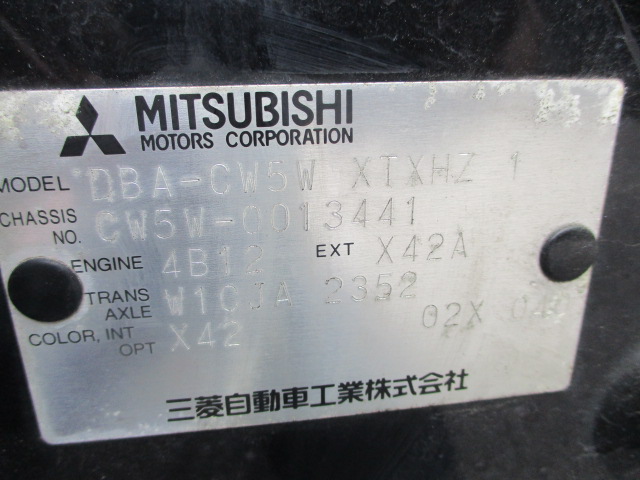 MITSUBISHI
MOTORS CORPORATION
MODEL DBA-CW5W XTXHZ 1
CHASSIS NO. CW5W-0013441
ENGINE 4B12 EXT X42A
TRANS AXLE W1CJA 2352
COLOR, INT OPT X42 02X
三菱自動車工業株式会社